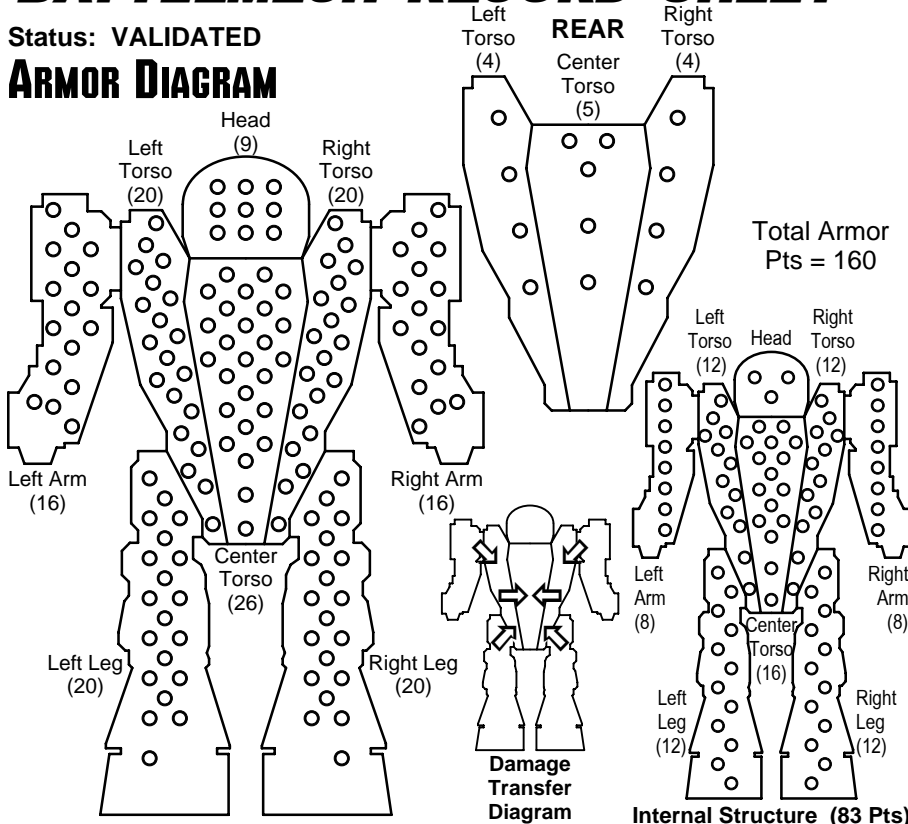 BATTLEMECH RECORD SHEET
Status: VALIDATED
ARMOR DIAGRAM
Head
(9)
Left
Torso
(20)
Right
Torso
(20)
Left Arm
(16)
Right Arm
(16)
Center
Torso
(26)
Left Leg
(20)
Right Leg
(20)
REAR
Left
Torso
(4)
Center
Torso
(5)
Right
Torso
(4)
Total Armor
Pts = 160
Damage
Transfer
Diagram
Left
Torso
(12)
Head
Right
Torso
(12)
Left
Arm
(8)
Right
Arm
(8)
Center
Torso
(16)
Left
Leg
(12)
Right
Leg
(12)
Internal Structure (83 Pts)